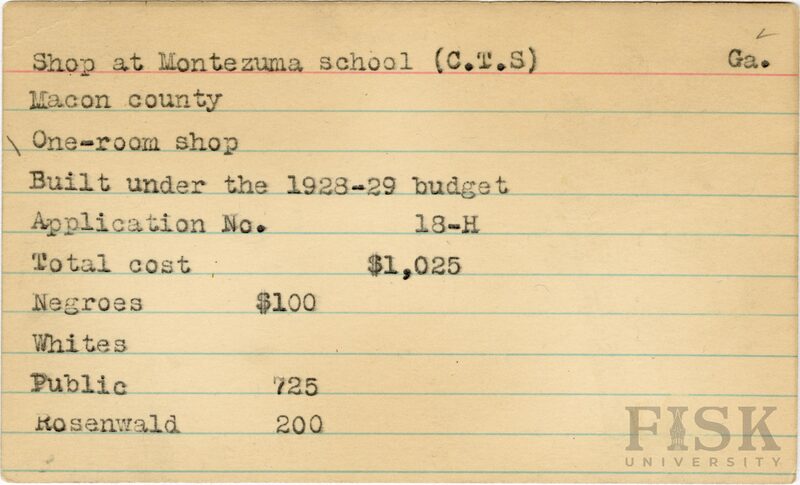 Shop at Montezuma school (C.T.S) Ga.
Macon county
One-room shop
Built under the 1928-29 budget
Application No. 18-H
Total cost $1,025
Negroes $100
Whites
Public 725
Rosenwald 200
FISK
UNIVERSITY